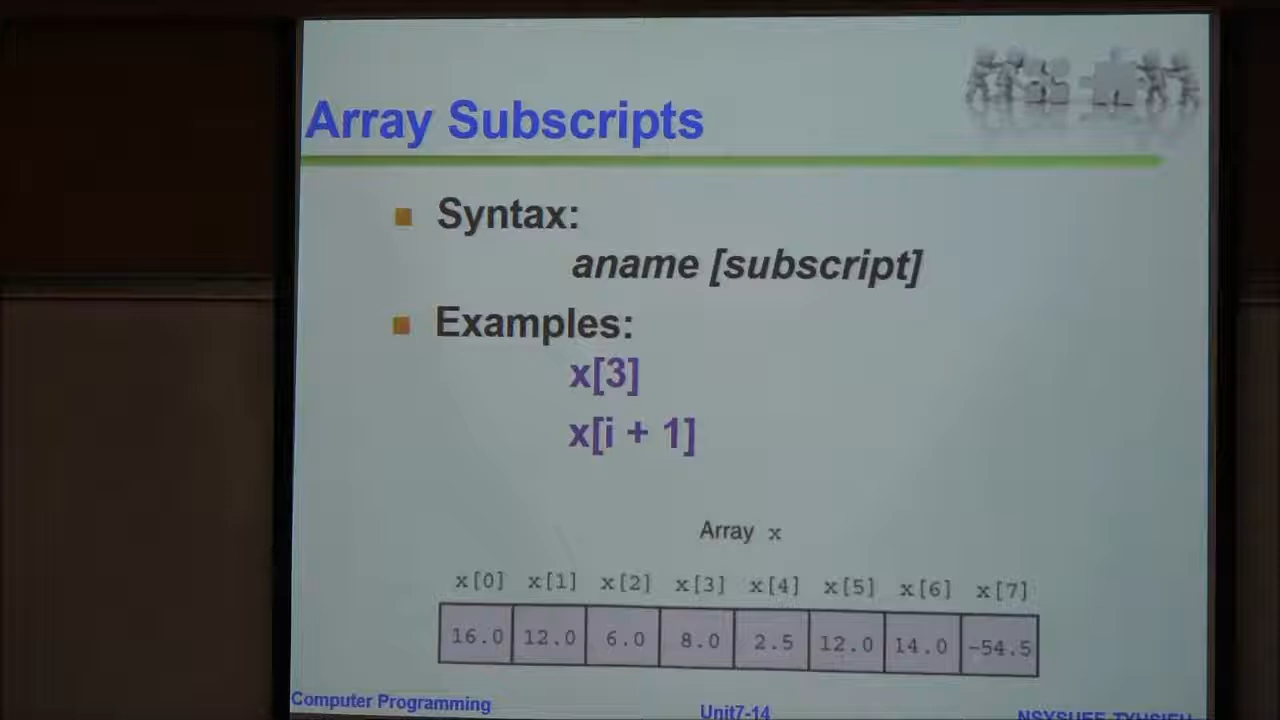 Array Subscripts
Syntax:
aname [subscript]
Examples:
x[3]
x[i + 1]
Array x
x[0] x[1] x[2] x[3] x[4] x[5] x[6] x[7]
16.0 12.0 6.0 8.0 2.5 12.0 14.0 -54.5
Computer Programming
Unit7-14